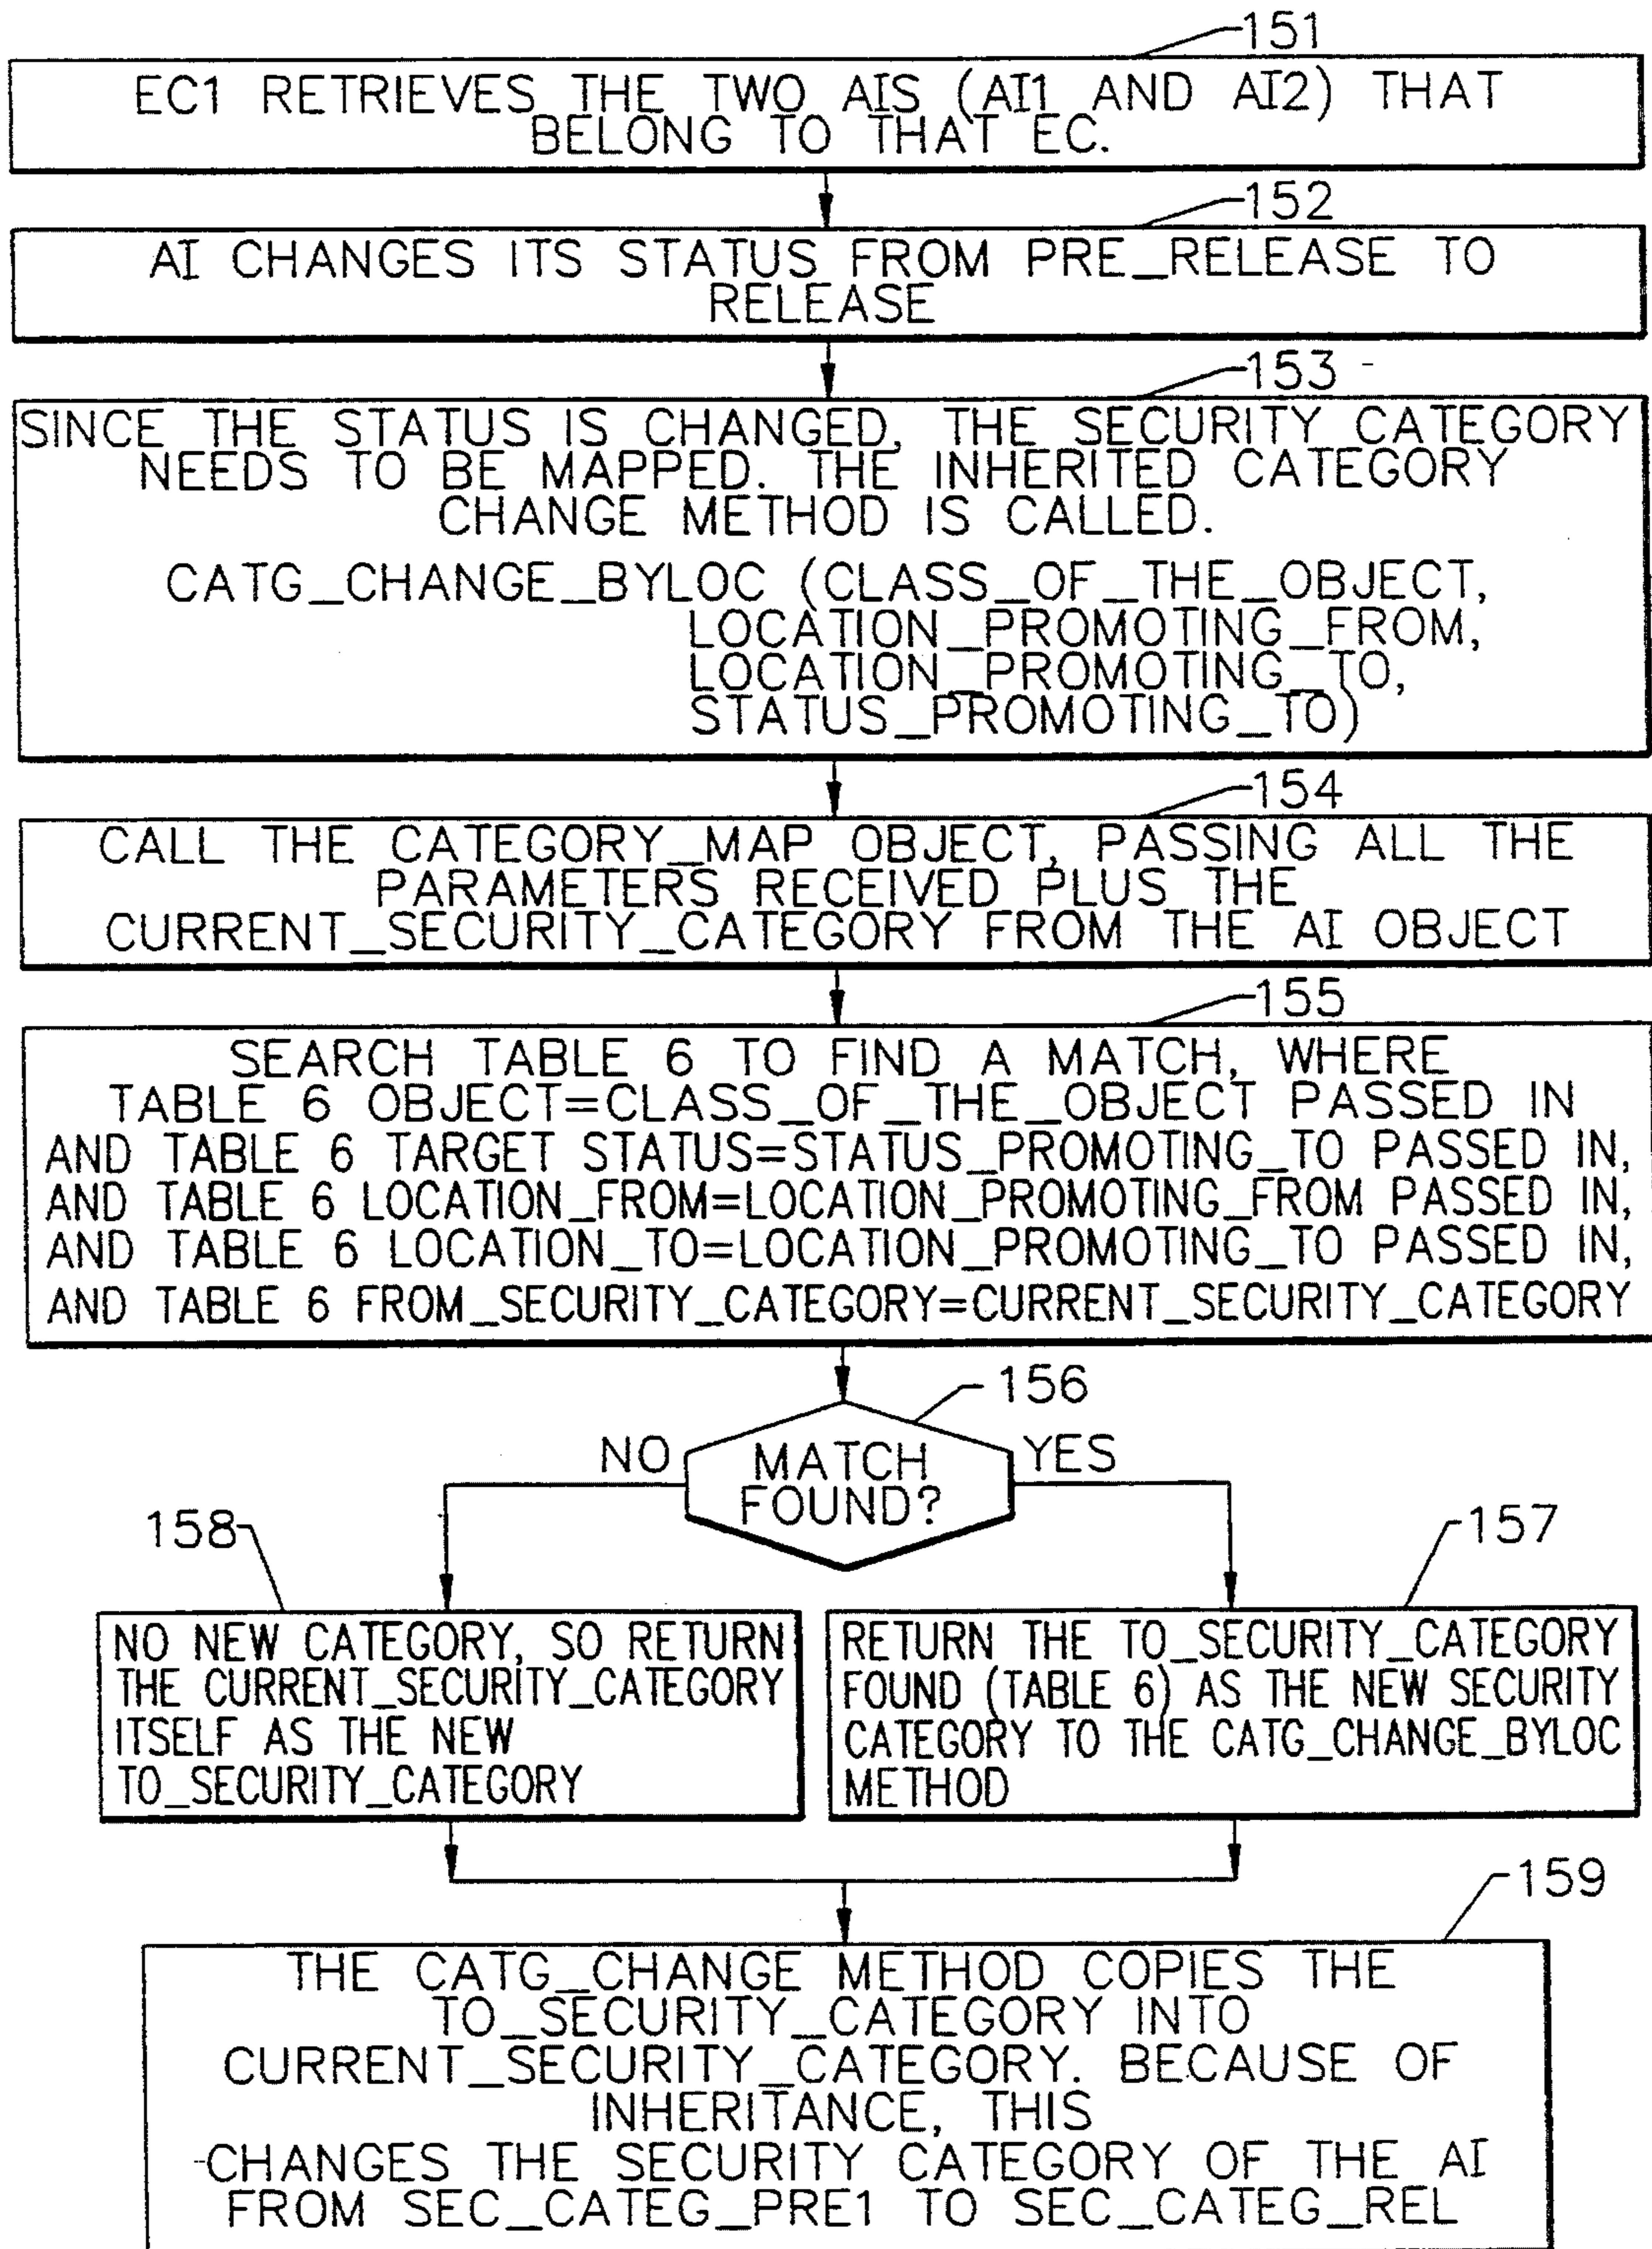 151
EC1 RETRIEVES THE TWO AIS (AI1 AND AI2) THAT
BELONG TO THAT EC.
152
AI CHANGES ITS STATUS FROM PRE_RELEASE TO
RELEASE
153
SINCE THE STATUS IS CHANGED, THE SECURITY CATEGORY
NEEDS TO BE MAPPED. THE INHERITED CATEGORY
CHANGE METHOD IS CALLED.
CATG_CHANGE_BYLOC (CLASS_OF_THE_OBJECT,
LOCATION_PROMOTING_FROM,
LOCATION_PROMOTING_TO,
STATUS_PROMOTING_TO)
154
CALL THE CATEGORY_MAP OBJECT, PASSING ALL THE
PARAMETERS RECEIVED PLUS THE
CURRENT_SECURITY_CATEGORY FROM THE AI OBJECT
155
SEARCH TABLE 6 TO FIND A MATCH, WHERE
TABLE 6 OBJECT=CLASS_OF_THE_OBJECT PASSED IN
AND TABLE 6 TARGET STATUS=STATUS_PROMOTING_TO PASSED IN,
AND TABLE 6 LOCATION_FROM=LOCATION_PROMOTING_FROM PASSED IN,
AND TABLE 6 LOCATION_TO=LOCATION_PROMOTING_TO PASSED IN,
AND TABLE 6 FROM_SECURITY_CATEGORY=CURRENT_SECURITY_CATEGORY
156
NO
MATCH
FOUND?
YES
158
NO NEW CATEGORY, SO RETURN
THE CURRENT_SECURITY_CATEGORY
ITSELF AS THE NEW
TO_SECURITY_CATEGORY
157
RETURN THE TO_SECURITY_CATEGORY
FOUND (TABLE 6) AS THE NEW SECURITY
CATEGORY TO THE CATG_CHANGE_BYLOC
METHOD
159
THE CATG_CHANGE METHOD COPIES THE
TO_SECURITY_CATEGORY INTO
CURRENT_SECURITY_CATEGORY. BECAUSE OF
INHERITANCE, THIS
CHANGES THE SECURITY CATEGORY OF THE AI
FROM SEC_CATEG_PRE1 TO SEC_CATEG_REL